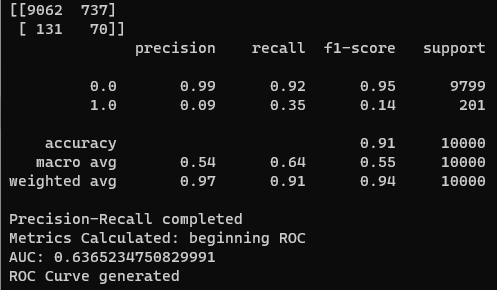 [[9062  737]
 [ 131   70]]
              precision    recall  f1-score   support

         0.0       0.99      0.92      0.95      9799
         1.0       0.09      0.35      0.14       201

    accuracy                           0.91     10000
   macro avg       0.54      0.64      0.55     10000
weighted avg       0.97      0.91      0.94     10000

Precision-Recall completed
Metrics Calculated: beginning ROC
AUC: 0.6365234750829991
ROC Curve generated